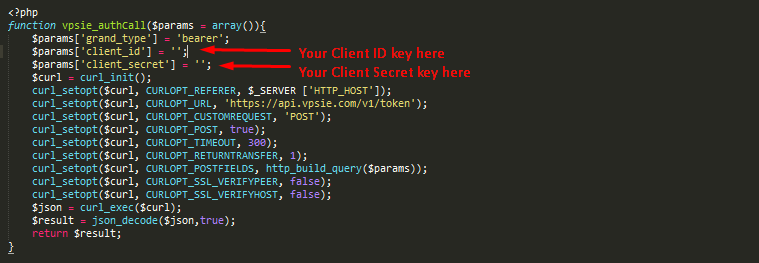 <?php
function vpsie_authCall($params = array()){
$params['grand_type'] = 'bearer';
$params['client_id'] = '';
Your Client ID key here
$params['client_secret'] = '';
Your Client Secret key here
$curl = curl_init();
curl_setopt($curl, CURLOPT_REFERER, $_SERVER ['HTTP_HOST']);
curl_setopt($curl, CURLOPT_URL, 'https://api.vpsie.com/v1/token');
curl_setopt($curl, CURLOPT_CUSTOMREQUEST, 'POST');
curl_setopt($curl, CURLOPT_POST, true);
curl_setopt($curl, CURLOPT_TIMEOUT, 300);
curl_setopt($curl, CURLOPT_RETURNTRANSFER, 1);
curl_setopt($curl, CURLOPT_POSTFIELDS, http_build_query($params));
curl_setopt($curl, CURLOPT_SSL_VERIFYPEER, false);
curl_setopt($curl, CURLOPT_SSL_VERIFYHOST, false);
$json = curl_exec($curl);
$result = json_decode($json,true);
return $result;
}